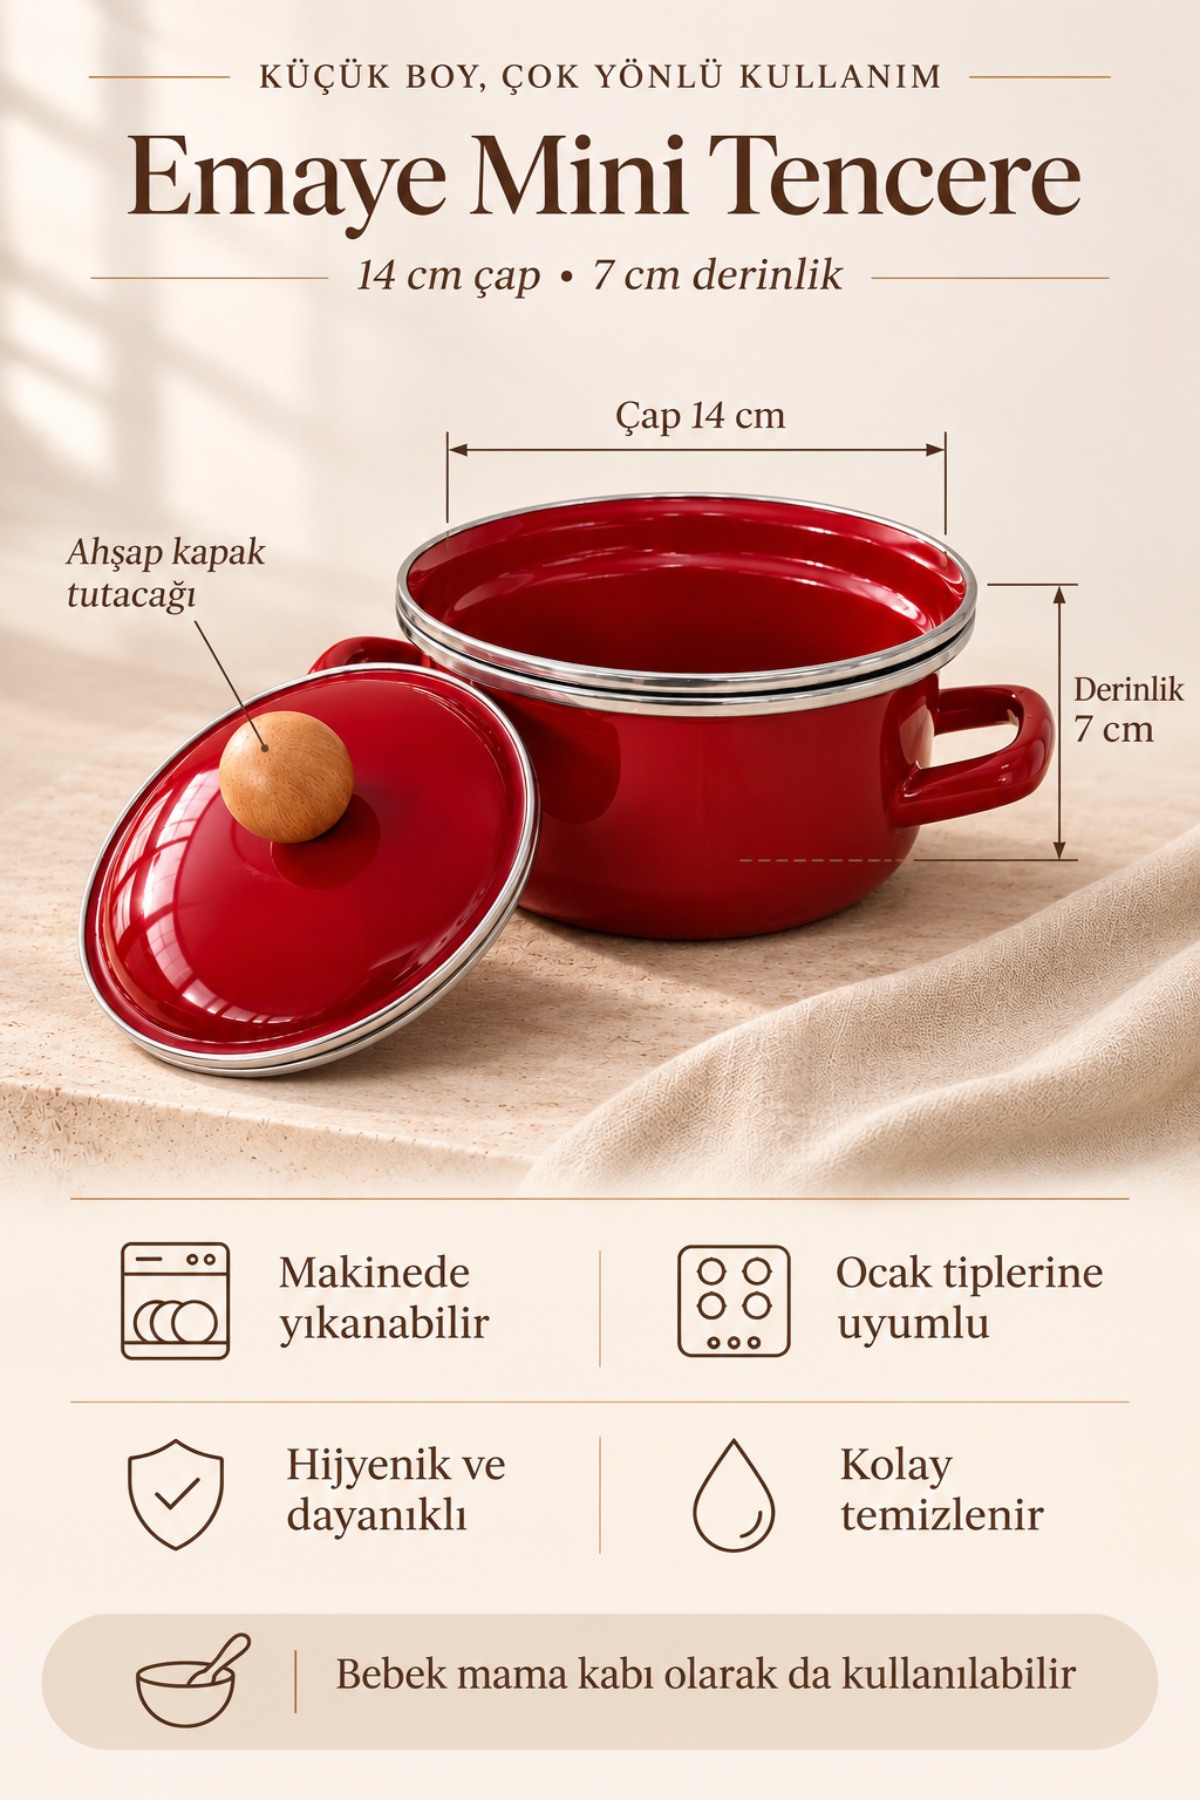 KÜÇÜK BOY, ÇOK YÖNLÜ KULLANIM
Emaye Mini Tencere
14 cm çap • 7 cm derinlik
Çap 14 cm
Ahşap kapak
tutacağı
Derinlik
7 cm
Makinede
yıkanabilir
Ocak tiplerine
uyumlu
Hijyenik ve
dayanıklı
Kolay
temizlenir
Bebek mama kabı olarak da kullanılabilir